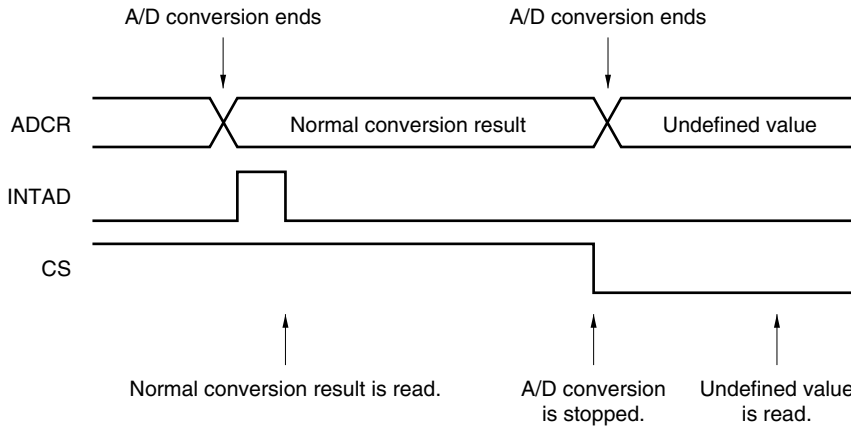 A/D conversion ends
A/D conversion ends
ADCR
Normal conversion result
Undefined value
INTAD
CS
Normal conversion result is read.
A/D conversion
is stopped.
Undefined value
is read.